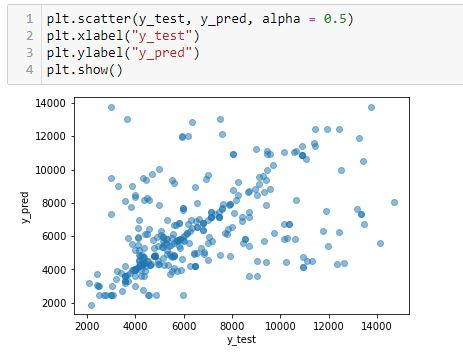 1 plt.scatter(y_test, y_pred, alpha = 0.5)
2 plt.xlabel("y_test")
3 plt.ylabel("y_pred")
4 plt.show()
14000
12000
10000
8000
6000
4000
2000
y_pred
2000 4000 6000 8000 10000 12000 14000
y_test